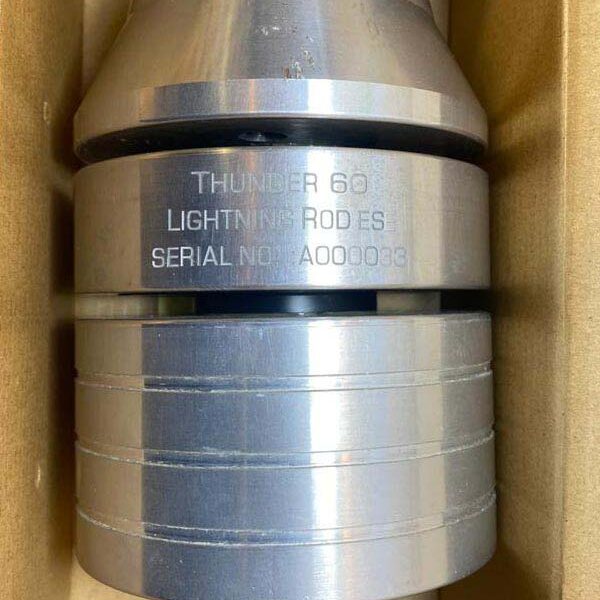 THUNDER 60
LIGHTNING ROD ESE
SERIAL NO. : A000033